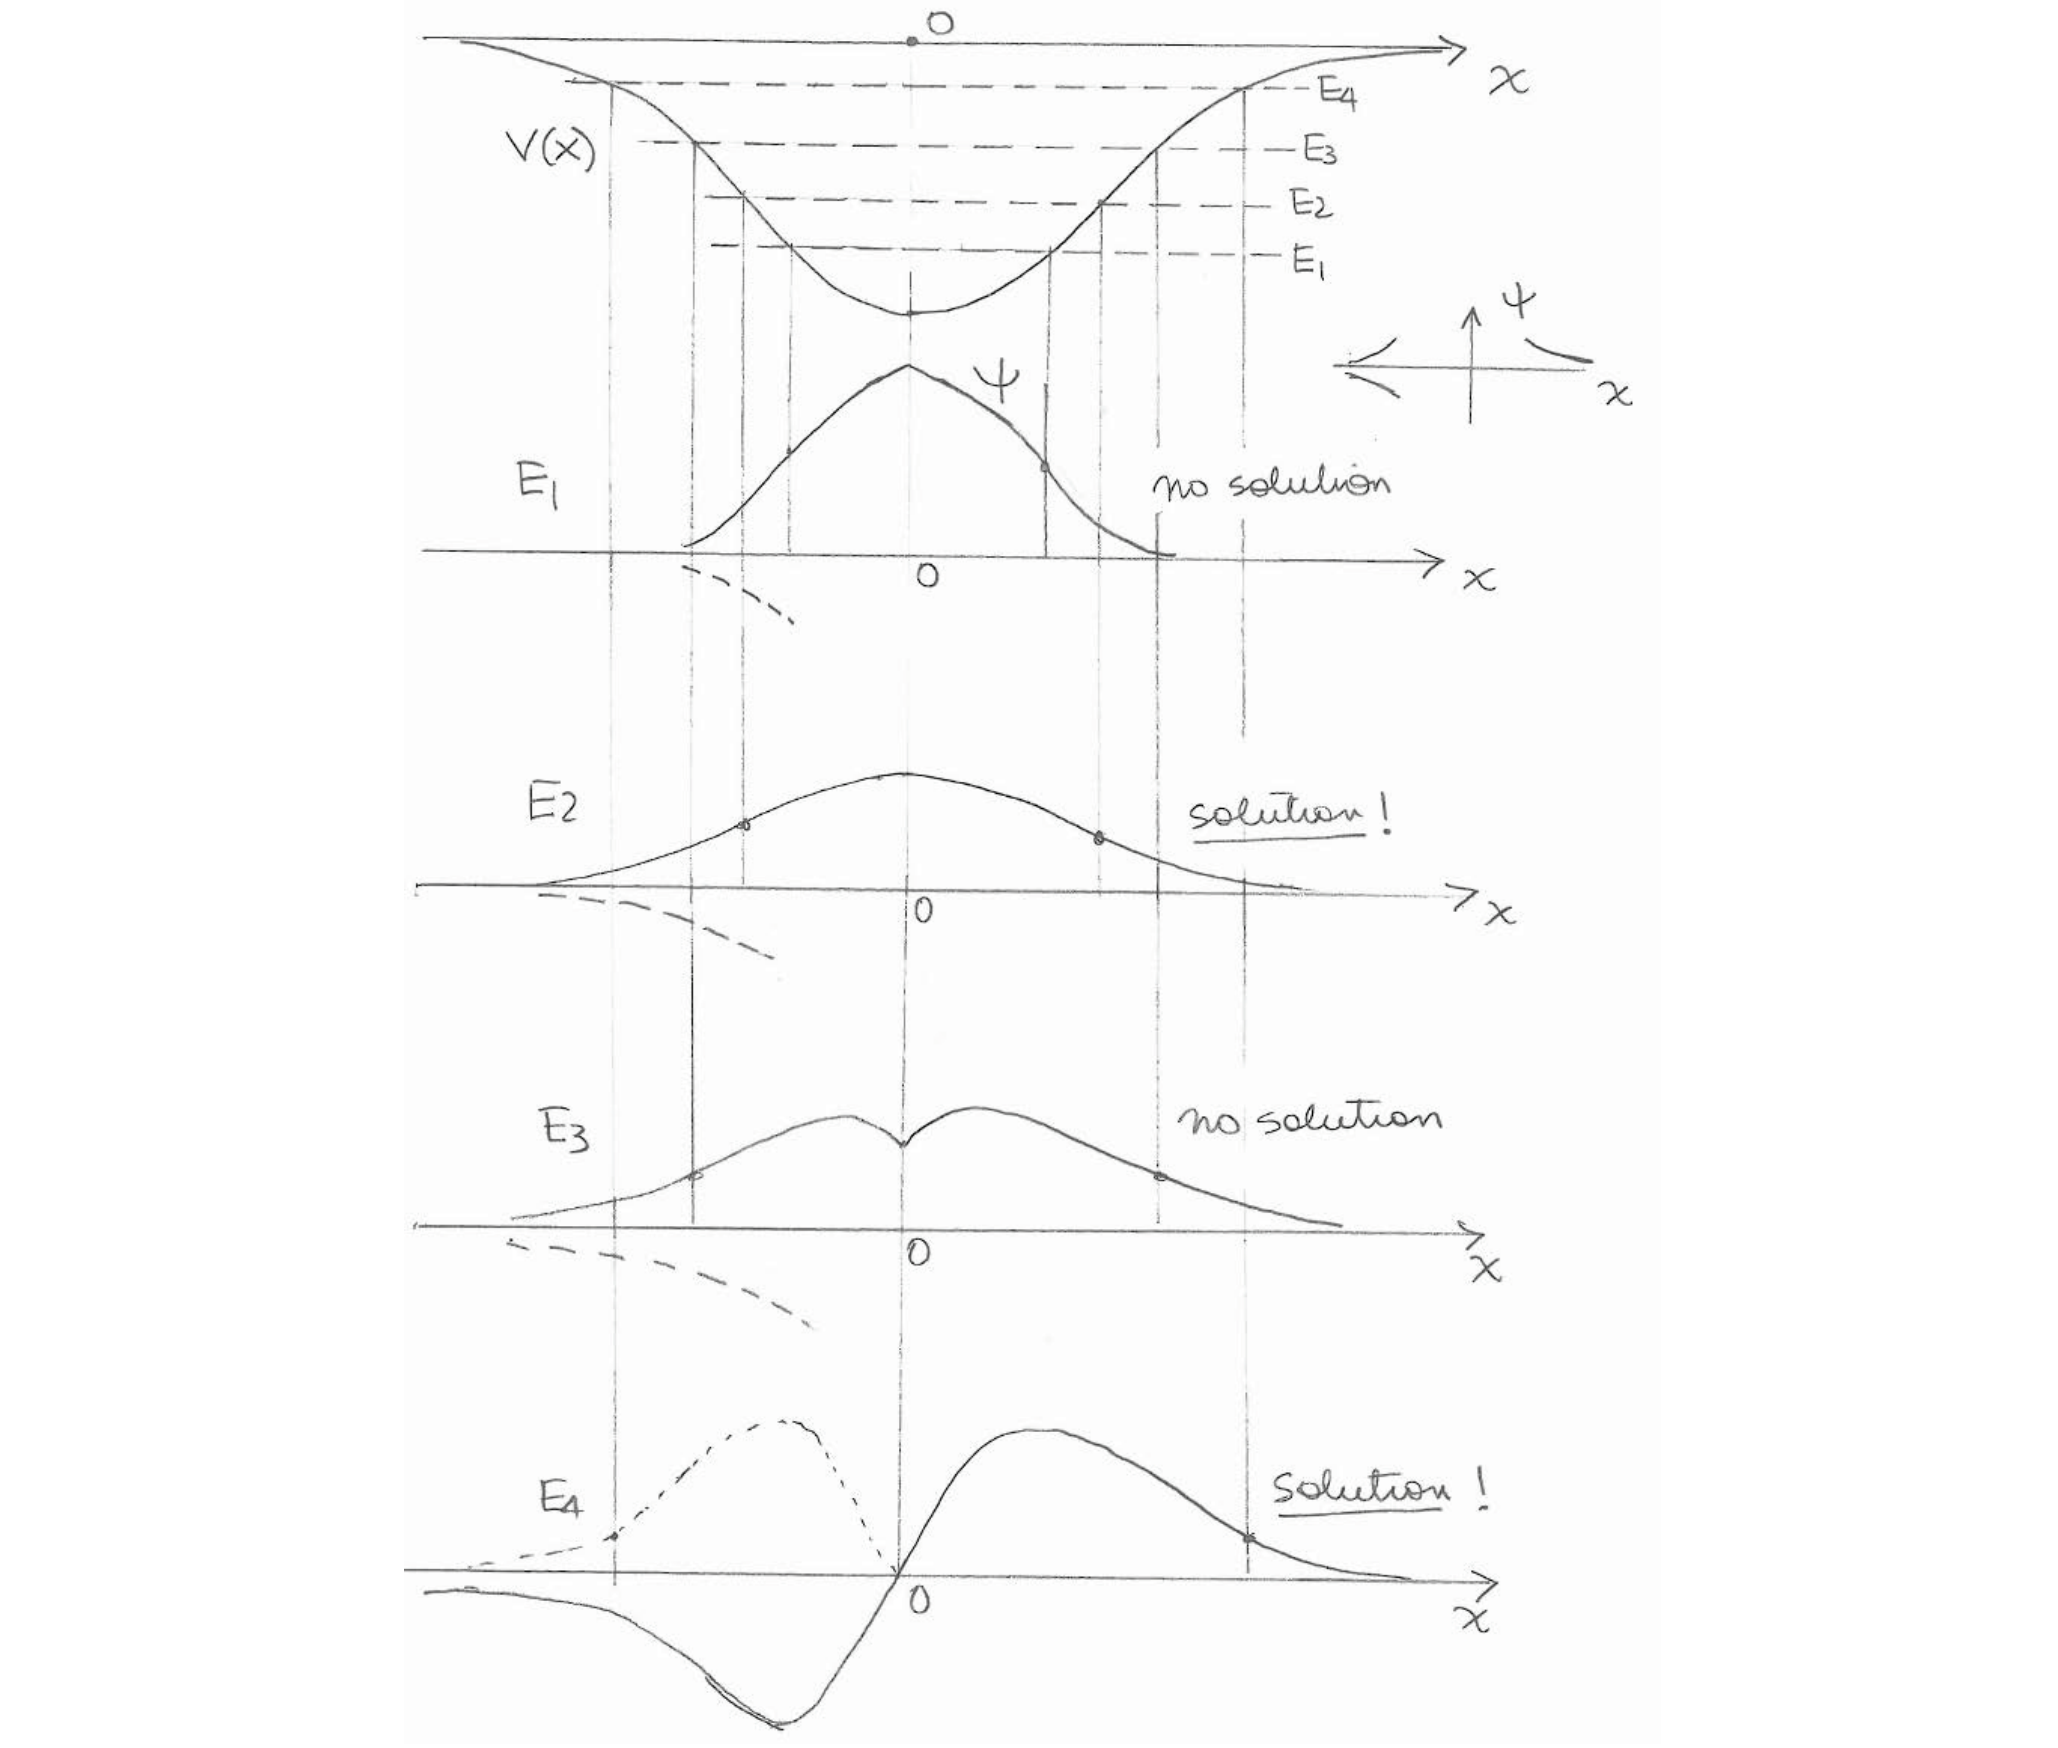 0
x
E4
V(x)
E3
E2
E1
ψ
x
ψ
E1
no solution
0
x
E2
solution!
0
x
E3
no solution
0
x
E4
solution!
0
x